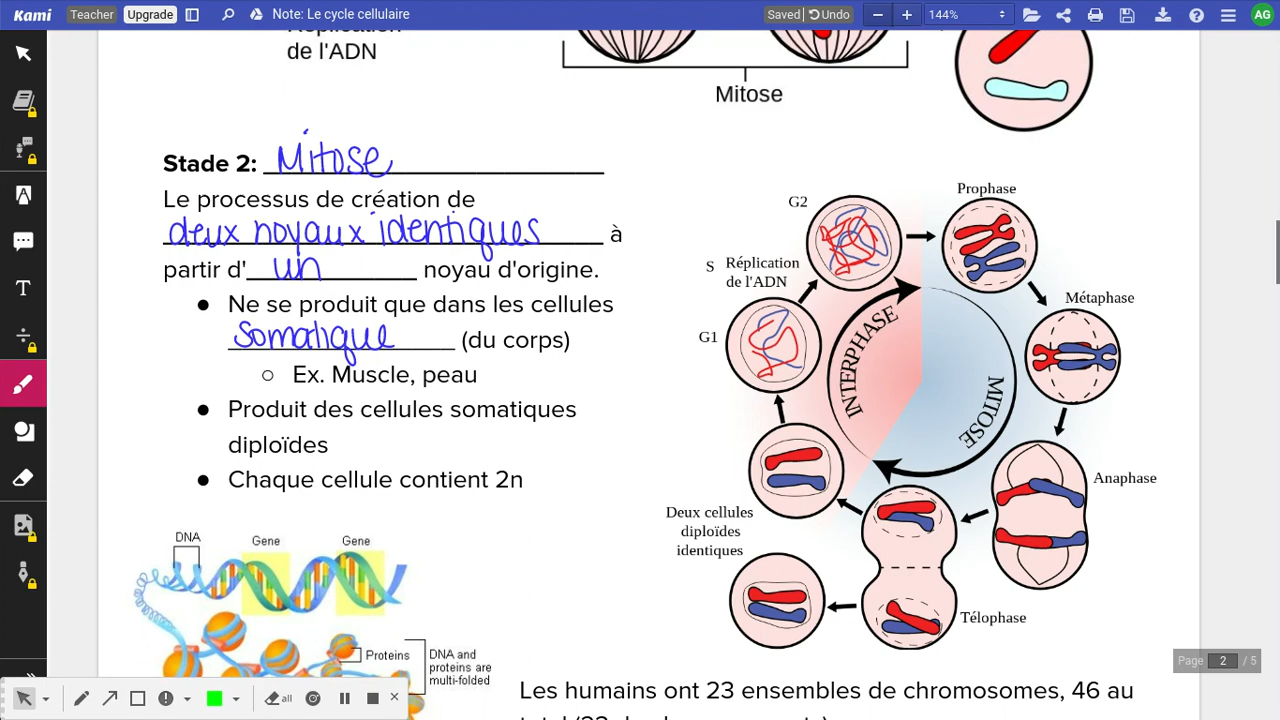 Kami
Teacher
Upgrade
Note: Le cycle cellulaire
Saved
Undo
144%
AG
de l'ADN
Mitose
Stade 2: Mitose
Le processus de création de
deux noyaux identiques à
partir d' un noyau d'origine.
● Ne se produit que dans les cellules
somatique (du corps)
○ Ex. Muscle, peau
● Produit des cellules somatiques
diploïdes
● Chaque cellule contient 2n
Prophase
G2
S Réplication
de l'ADN
Métaphase
G1
INTERPHASE
MITOSE
Anaphase
Deux cellules
diploïdes
identiques
Télophase
DNA
Gene
Gene
Proteins
DNA and
proteins are
multi-folded
Page 2 / 5
all
Les humains ont 23 ensembles de chromosomes, 46 au